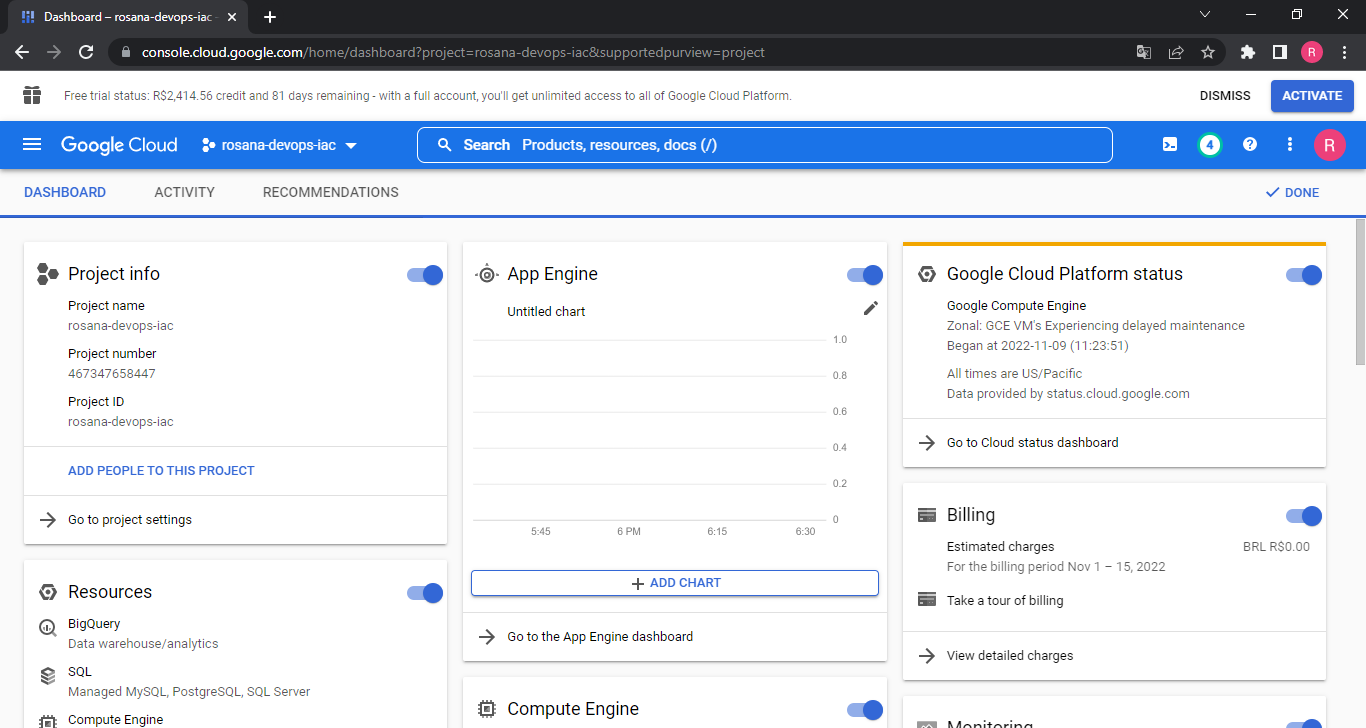 Dashboard – rosana-devops-iac -
console.cloud.google.com/home/dashboard?project=rosana-devops-iac&supportedpurview=project
R
Free trial status: R$2,414.56 credit and 81 days remaining - with a full account, you'll get unlimited access to all of Google Cloud Platform.
DISMISS
ACTIVATE
Google Cloud
rosana-devops-iac
Search Products, resources, docs (/)
4
R
DASHBOARD
ACTIVITY
RECOMMENDATIONS
DONE
Project info
Project name
rosana-devops-iac
Project number
467347658447
Project ID
rosana-devops-iac
ADD PEOPLE TO THIS PROJECT
Go to project settings
Resources
BigQuery
Data warehouse/analytics
SQL
Managed MySQL, PostgreSQL, SQL Server
Compute Engine
App Engine
Untitled chart
1.0
0.8
0.6
0.4
0.2
0
5:45
6 PM
6:15
6:30
ADD CHART
Go to the App Engine dashboard
Compute Engine
Google Cloud Platform status
Google Compute Engine
Zonal: GCE VM's Experiencing delayed maintenance
Began at 2022-11-09 (11:23:51)
All times are US/Pacific
Data provided by status.cloud.google.com
Go to Cloud status dashboard
Billing
Estimated charges
BRL R$0.00
For the billing period Nov 1 – 15, 2022
Take a tour of billing
View detailed charges
Monitoring